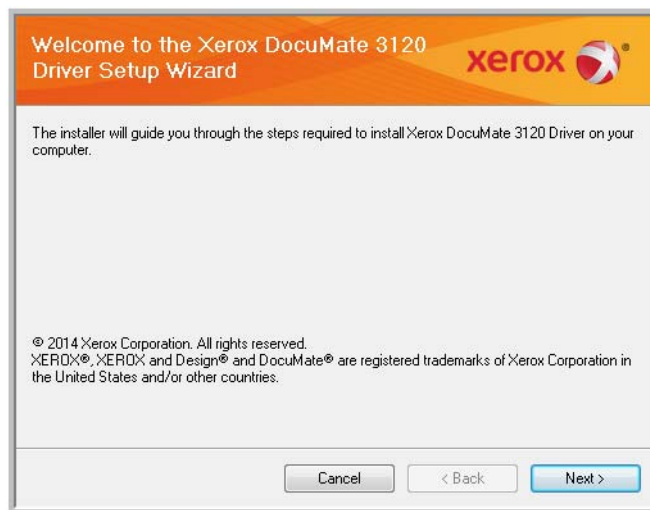 Welcome to the Xerox DocuMate 3120
Driver Setup Wizard
xerox
The installer will guide you through the steps required to install Xerox DocuMate 3120 Driver on your
computer.
© 2014 Xerox Corporation. All rights reserved.
XEROX®, XEROX and Design® and DocuMate® are registered trademarks of Xerox Corporation in
the United States and/or other countries.
Cancel
< Back
Next >